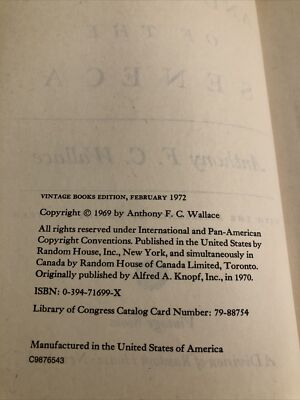 VINTAGE BOOKS EDITION, FEBRUARY 1972
Copyright © 1969 by Anthony F. C. Wallace
All rights reserved under International and Pan-American
Copyright Conventions. Published in the United States by
Random House, Inc., New York, and simultaneously in
Canada by Random House of Canada Limited, Toronto.
Originally published by Alfred A. Knopf, Inc., in 1970.
ISBN: 0-394-71699-X
Library of Congress Catalog Card Number: 79-88754
Manufactured in the United States of America
C9876543